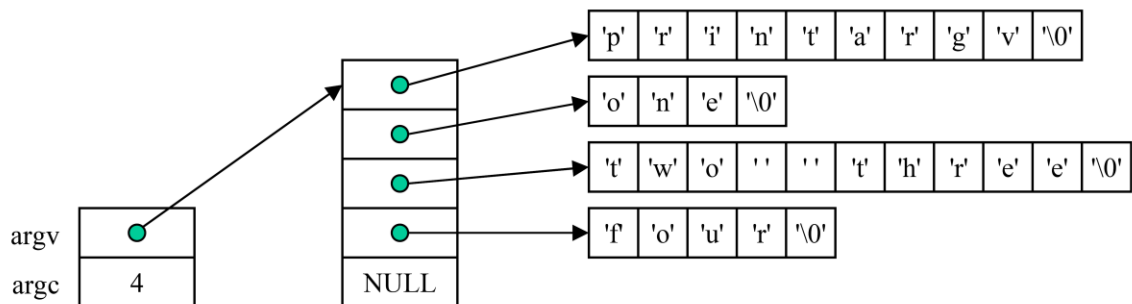 'p' 'r' 'i' 'n' 't' 'a' 'r' 'g' 'v' '\0'
'o' 'n' 'e' '\0'
't' 'w' 'o' ' ' ' ' 't' 'h' 'r' 'e' 'e' '\0'
argv 'f' 'o' 'u' 'r' '\0'
argc 4 NULL